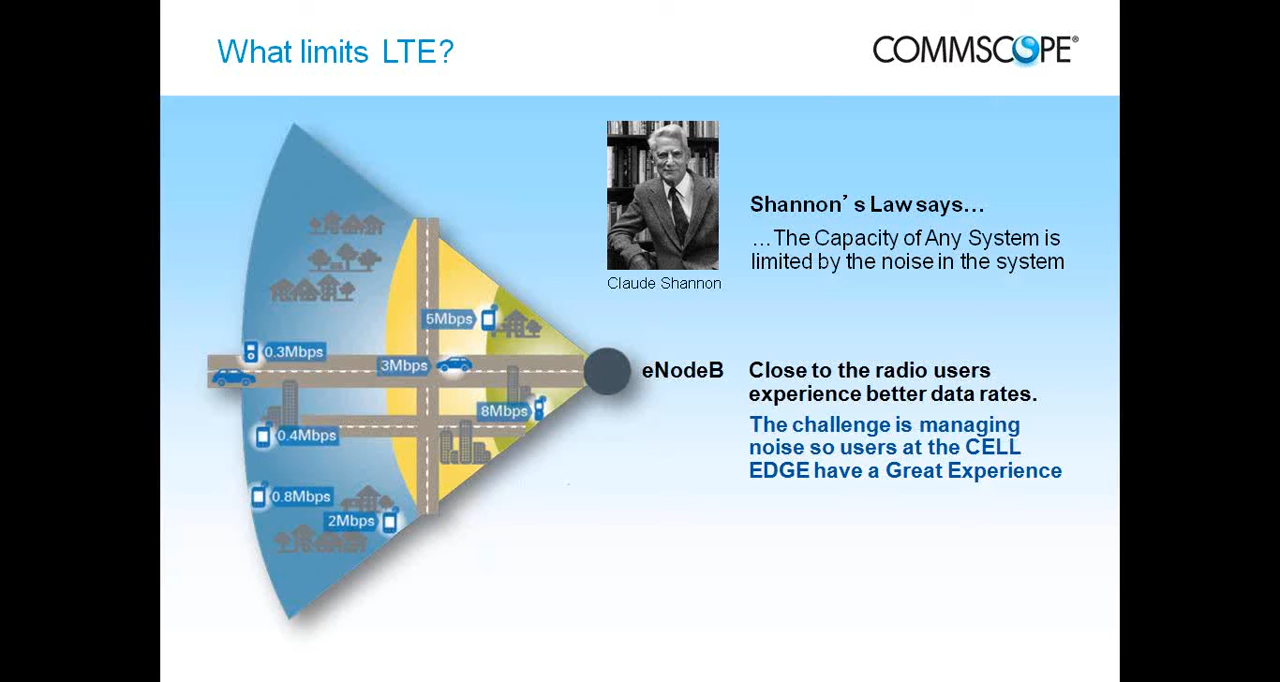 What limits LTE?
COMMSCOPE®
Shannon’s Law says…
…The Capacity of Any System is
limited by the noise in the system
Claude Shannon
5Mbps
0.3Mbps
3Mbps
eNodeB
Close to the radio users
experience better data rates.
8Mbps
0.4Mbps
The challenge is managing
noise so users at the CELL
EDGE have a Great Experience
0.8Mbps
2Mbps